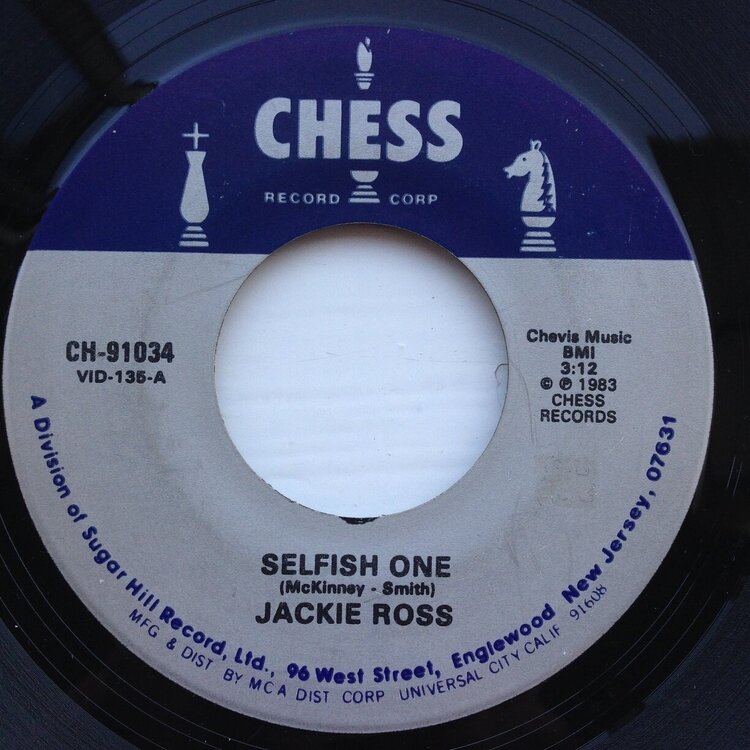 CHESS
RECORD CORP
CH-91034
VID-135-A
Chevis Music
BMI
3:12
© ℗ 1983
CHESS
RECORDS
SELFISH ONE
(McKinney - Smith)
JACKIE ROSS
A Division of Sugar Hill Record, Ltd., 96 West Street, Englewood New Jersey, 07631
MFG & DIST BY MCA DIST CORP UNIVERSAL CITY CALIF 91608